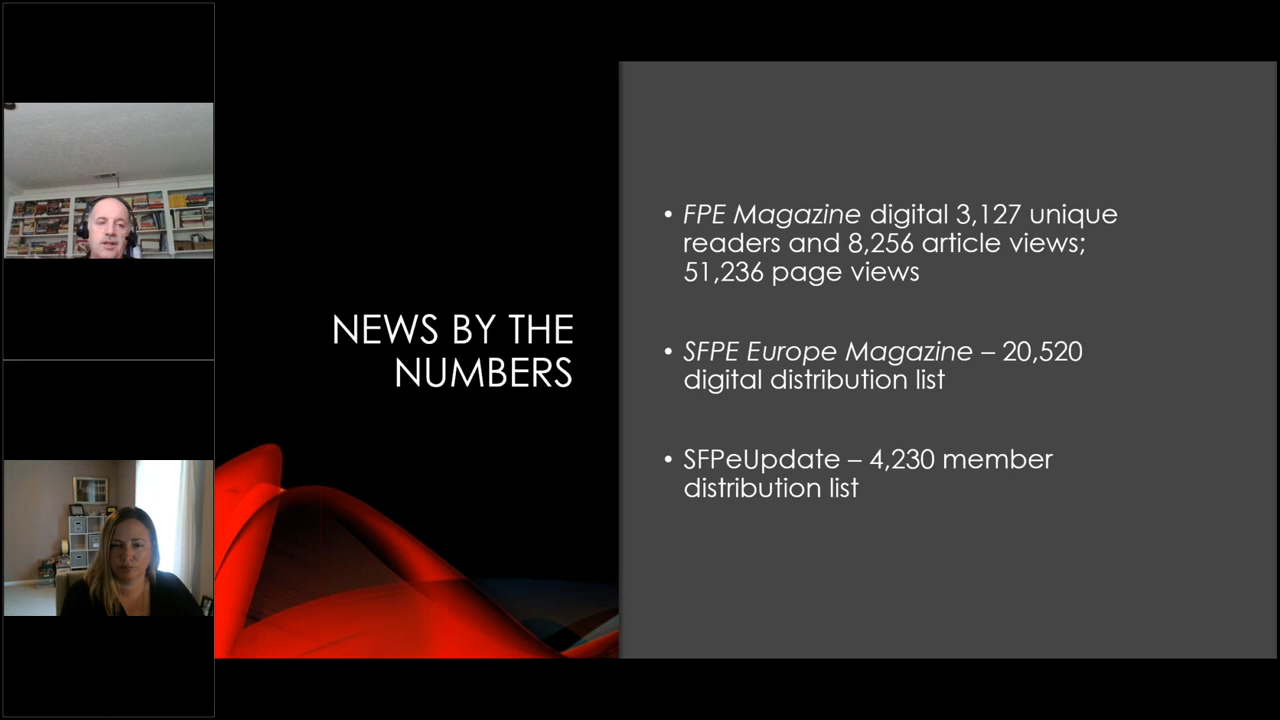 NEWS BY THE
NUMBERS
• FPE Magazine digital 3,127 unique
readers and 8,256 article views;
51,236 page views
• SFPE Europe Magazine – 20,520
digital distribution list
• SFPeUpdate – 4,230 member
distribution list